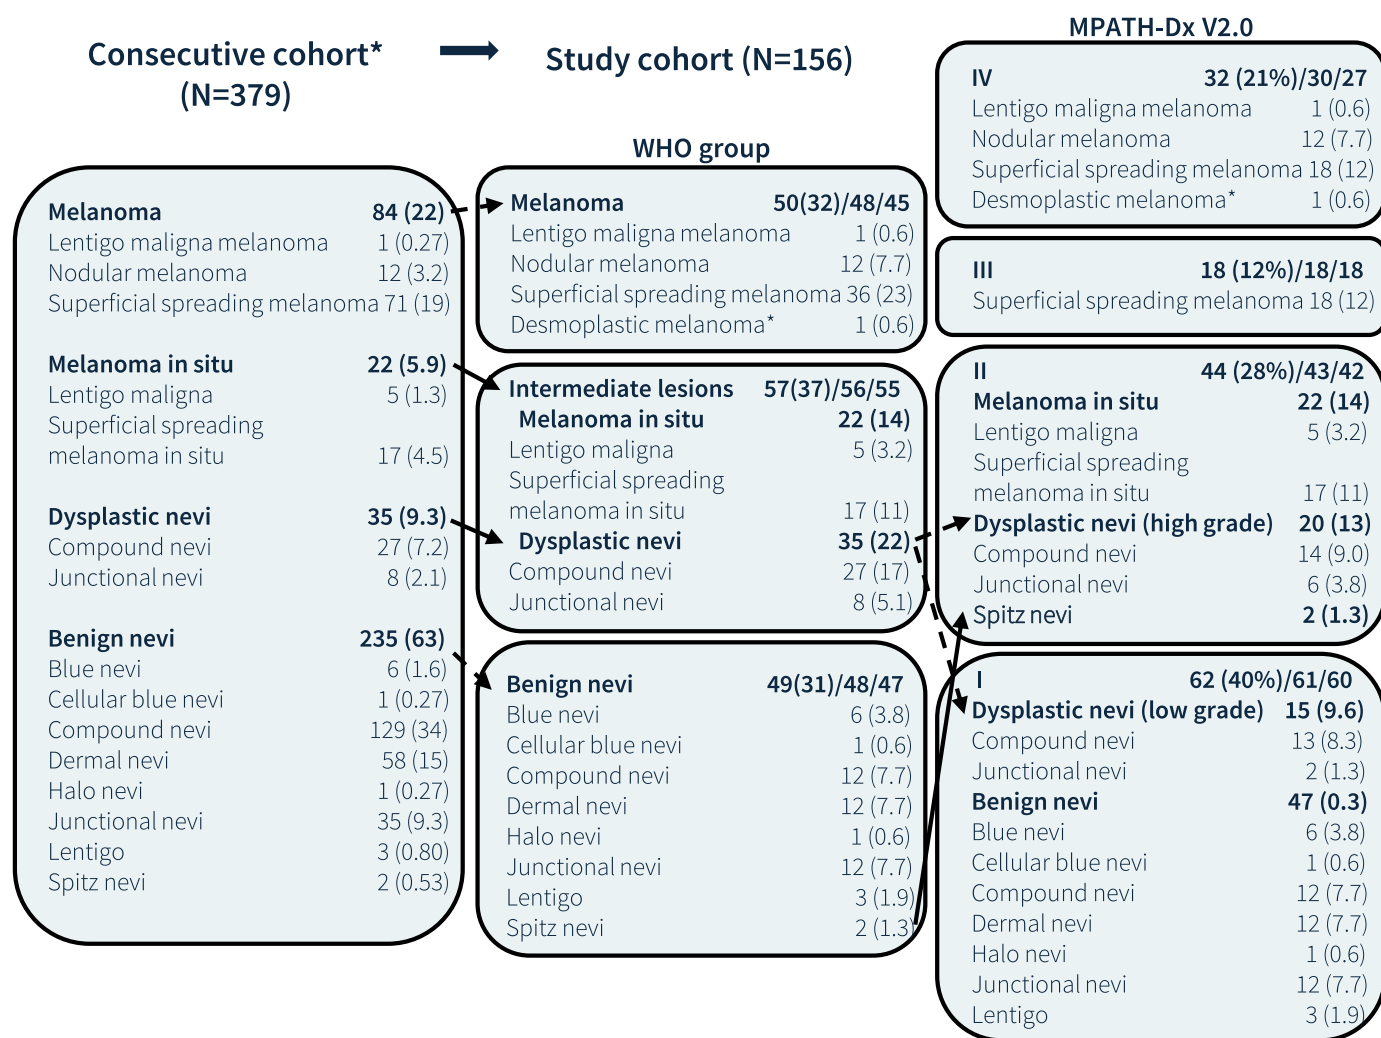 Consecutive cohort*
(N=379)
Melanoma 84 (22)
Lentigo maligna melanoma 1 (0.27)
Nodular melanoma 12 (3.2)
Superficial spreading melanoma 71 (19)
Melanoma in situ 22 (5.9)
Lentigo maligna 5 (1.3)
Superficial spreading
melanoma in situ 17 (4.5)
Dysplastic nevi 35 (9.3)
Compound nevi 27 (7.2)
Junctional nevi 8 (2.1)
Benign nevi 235 (63)
Blue nevi 6 (1.6)
Cellular blue nevi 1 (0.27)
Compound nevi 129 (34)
Dermal nevi 58 (15)
Halo nevi 1 (0.27)
Junctional nevi 35 (9.3)
Lentigo 3 (0.80)
Spitz nevi 2 (0.53)
Study cohort (N=156)
WHO group
Melanoma 50(32)/48/45
Lentigo maligna melanoma 1 (0.6)
Nodular melanoma 12 (7.7)
Superficial spreading melanoma 36 (23)
Desmoplastic melanoma* 1 (0.6)
Intermediate lesions 57(37)/56/55
Melanoma in situ 22 (14)
Lentigo maligna 5 (3.2)
Superficial spreading
melanoma in situ 17 (11)
Dysplastic nevi 35 (22)
Compound nevi 27 (17)
Junctional nevi 8 (5.1)
Benign nevi 49(31)/48/47
Blue nevi 6 (3.8)
Cellular blue nevi 1 (0.6)
Compound nevi 12 (7.7)
Dermal nevi 12 (7.7)
Halo nevi 1 (0.6)
Junctional nevi 12 (7.7)
Lentigo 3 (1.9)
Spitz nevi 2 (1.3)
MPATH-Dx V2.0
IV 32 (21%)/30/27
Lentigo maligna melanoma 1 (0.6)
Nodular melanoma 12 (7.7)
Superficial spreading melanoma 18 (12)
Desmoplastic melanoma* 1 (0.6)
III 18 (12%)/18/18
Superficial spreading melanoma 18 (12)
II 44 (28%)/43/42
Melanoma in situ 22 (14)
Lentigo maligna 5 (3.2)
Superficial spreading
melanoma in situ 17 (11)
Dysplastic nevi (high grade) 20 (13)
Compound nevi 14 (9.0)
Junctional nevi 6 (3.8)
Spitz nevi 2 (1.3)
I 62 (40%)/61/60
Dysplastic nevi (low grade) 15 (9.6)
Compound nevi 13 (8.3)
Junctional nevi 2 (1.3)
Benign nevi 47 (0.3)
Blue nevi 6 (3.8)
Cellular blue nevi 1 (0.6)
Compound nevi 12 (7.7)
Dermal nevi 12 (7.7)
Halo nevi 1 (0.6)
Junctional nevi 12 (7.7)
Lentigo 3 (1.9)